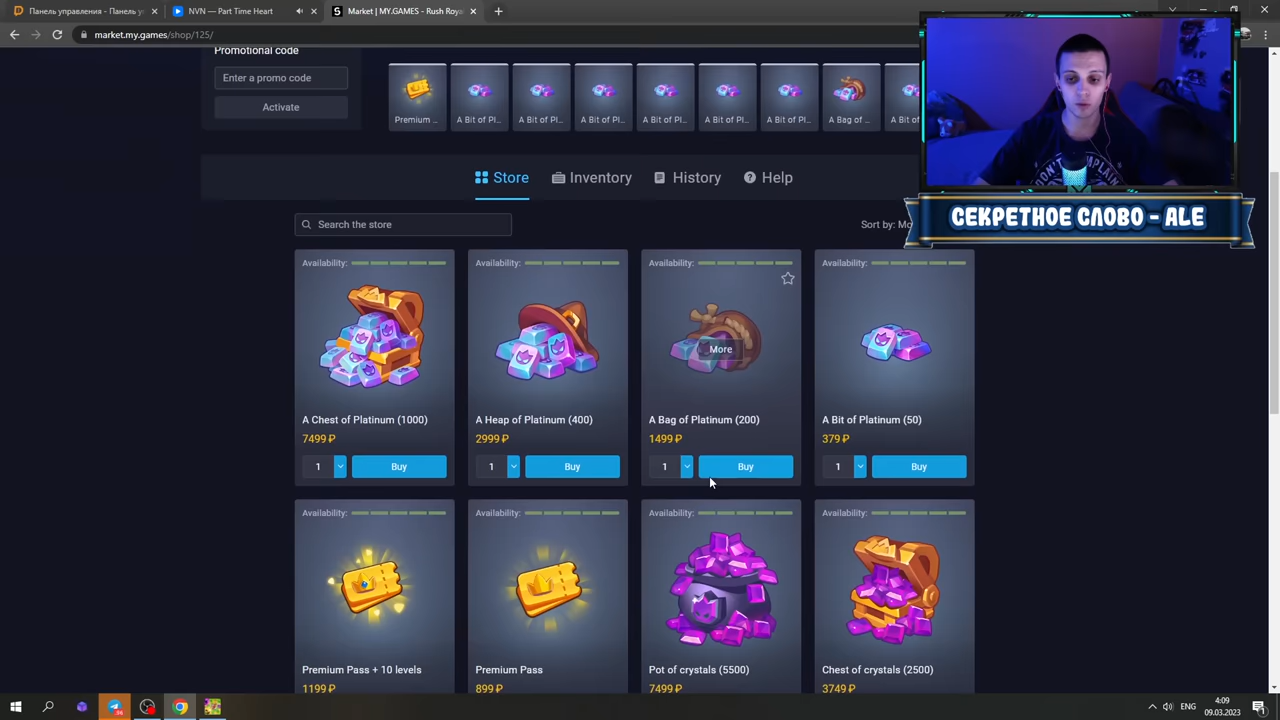 Панель управления - Панель у
NVN — Part Time Heart
Market | MY.GAMES - Rush Roya
market.my.games/shop/125/
Promotional code
Enter a promo code
Activate
Premium ...
A Bit of Pl...
A Bit of Pl...
A Bit of Pl...
A Bit of Pl...
A Bit of Pl...
A Bit of Pl...
A Bag of ...
A Bit of
Store
Inventory
History
Help
СЕКРЕТНОЕ СЛОВО - ALE
Search the store
Sort by: Mo
Availability:
Availability:
Availability:
Availability:
More
A Chest of Platinum (1000)
A Heap of Platinum (400)
A Bag of Platinum (200)
A Bit of Platinum (50)
7499 ₽
2999 ₽
1499 ₽
379 ₽
1
Buy
1
Buy
1
Buy
1
Buy
Availability:
Availability:
Availability:
Availability:
Premium Pass + 10 levels
Premium Pass
Pot of crystals (5500)
Chest of crystals (2500)
1199 ₽
899 ₽
7499 ₽
3749 ₽
ENG
4:09
09.03.2023